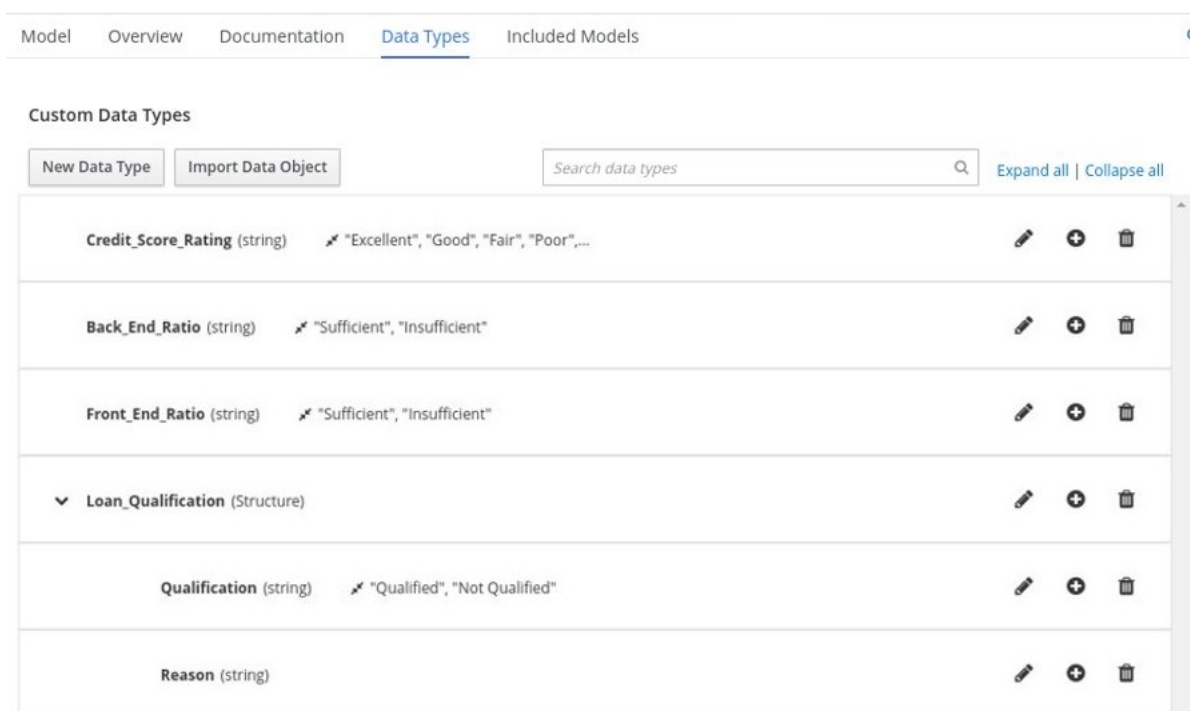 Model Overview Documentation Data Types Included Models
Custom Data Types
New Data Type Import Data Object Search data types Expand all | Collapse all
Credit_Score_Rating (string) "Excellent", "Good", "Fair", "Poor",...
Back_End_Ratio (string) "Sufficient", "Insufficient"
Front_End_Ratio (string) "Sufficient", "Insufficient"
Loan_Qualification (Structure)
Qualification (string) "Qualified", "Not Qualified"
Reason (string)